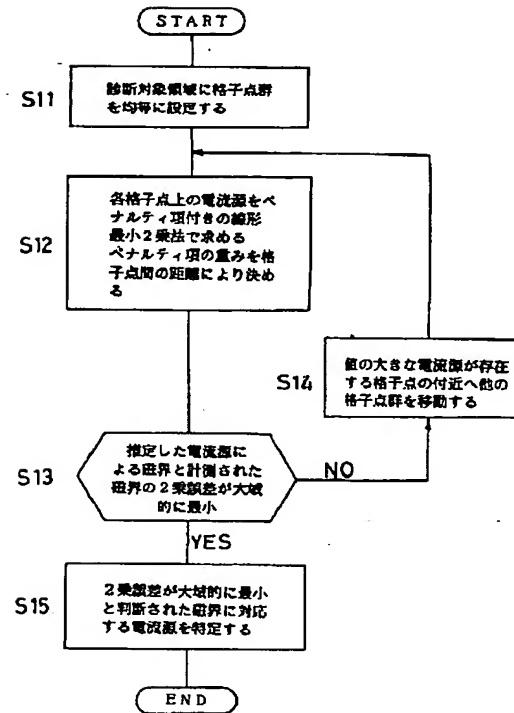 START
S11
診断対象領域に格子点群
を均等に設定する
S12
各格子点上の電流源をペ
ナルティ項付きの線形
最小2乗法で求める
ペナルティ項の重みを格
子点間の距離により決め
る
S14
値の大きな電流源が存在
する格子点の付近へ他の
格子点群を移動する
S13
推定した電流源に
よる磁界と計測された
磁界の2乗誤差が大域
的に最小
NO
YES
S15
2乗誤差が大域的に最小
と判断された磁界に対応
する電流源を特定する
END